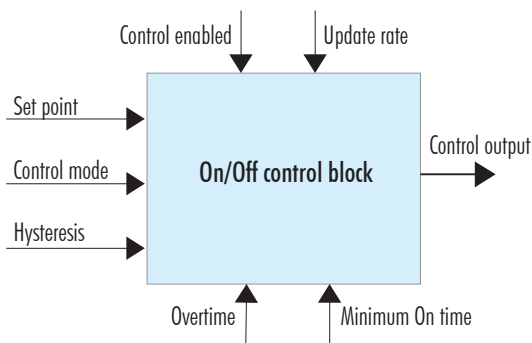 Control enabled
Update rate
Set point
Control mode
Hysteresis
On/Off control block
Control output
Overtime
Minimum On time